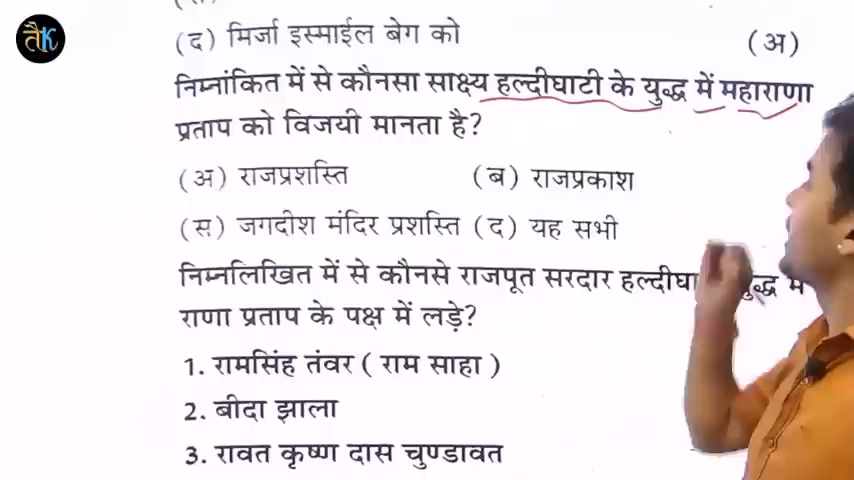 तैK
(द) मिर्जा इस्माईल बेग को (अ)
निम्नांकित में से कौनसा साक्ष्य हल्दीघाटी के युद्ध में महाराणा
प्रताप को विजयी मानता है?
(अ) राजप्रशस्ति (ब) राजप्रकाश
(स) जगदीश मंदिर प्रशस्ति (द) यह सभी
निम्नलिखित में से कौनसे राजपूत सरदार
राणा प्रताप के पक्ष में लड़े?
1. रामसिंह तंवर ( राम साहा )
2. बीदा झाला
3. रावत कृष्ण दास चुण्डावत